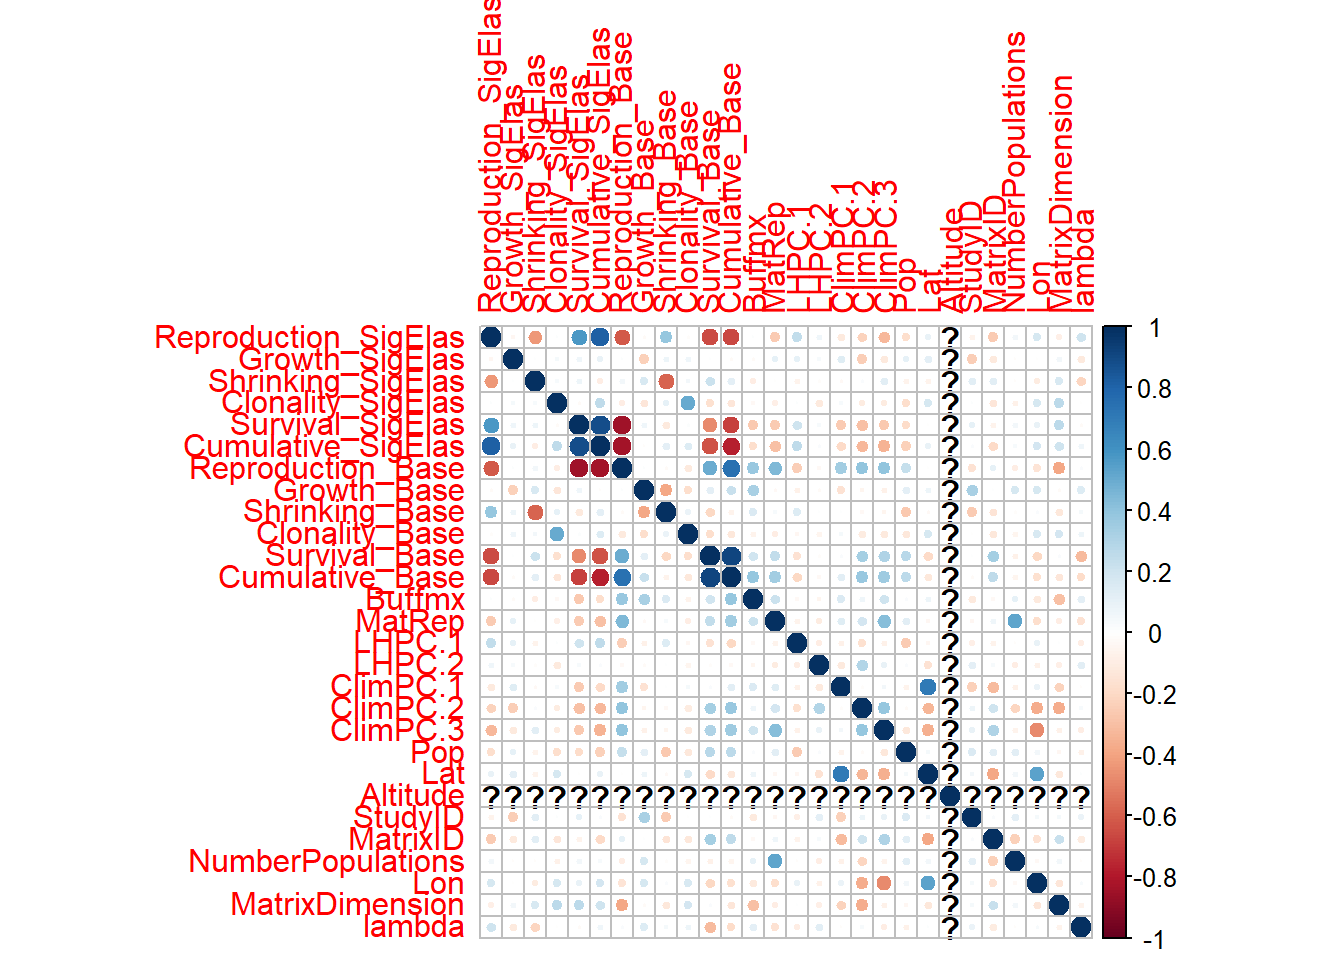 Reproduction_SigElas
Growth_SigElas
Shrinking_SigElas
Clonality_SigElas
Survival_SigElas
Cumulative_SigElas
Reproduction_Base
Growth_Base
Shrinking_Base
Clonality_Base
Survival_Base
Cumulative_Base
Buffmx
MatRep
LHPC.1
LHPC.2
ClimPC.1
ClimPC.2
ClimPC.3
Pop
Lat
Altitude
StudyID
MatrixID
NumberPopulations
Lon
MatrixDimension
lambda
Reproduction_SigElas ?
Growth_SigElas ?
Shrinking_SigElas ?
Clonality_SigElas ?
Survival_SigElas ?
Cumulative_SigElas ?
Reproduction_Base ?
Growth_Base ?
Shrinking_Base ?
Clonality_Base ?
Survival_Base ?
Cumulative_Base ?
Buffmx ?
MatRep ?
LHPC.1 ?
LHPC.2 ?
ClimPC.1 ?
ClimPC.2 ?
ClimPC.3 ?
Pop ?
Lat ?
Altitude ? ? ? ? ? ? ? ? ? ? ? ? ? ? ? ? ? ? ? ? ? ? ? ? ? ? ?
StudyID ?
MatrixID ?
NumberPopulations ?
Lon ?
MatrixDimension ?
lambda ?
1
0.8
0.6
0.4
0.2
0
-0.2
-0.4
-0.6
-0.8
-1